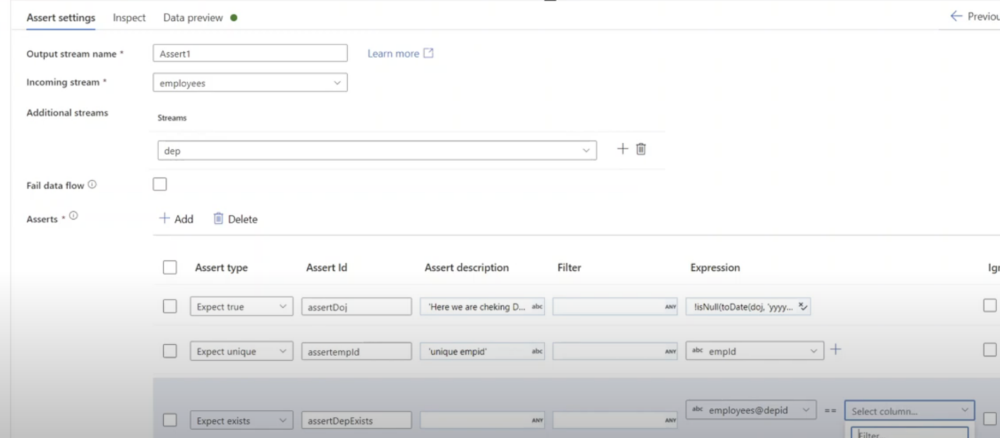 Assert settings Inspect Data preview
Previou
Output stream name * Assert1 Learn more
Incoming stream * employees
Additional streams Streams
dep
Fail data flow
Asserts * + Add Delete
Assert type Assert Id Assert description Filter Expression Igr
Expect true assertDoj 'Here we are cheking D... abc ANY !isNull(toDate(doj, 'yyyy...
Expect unique assertempId 'unique empid' abc ANY abc empId +
Expect exists assertDepExists ANY ANY abc employees@depid == Select column...
Filter...